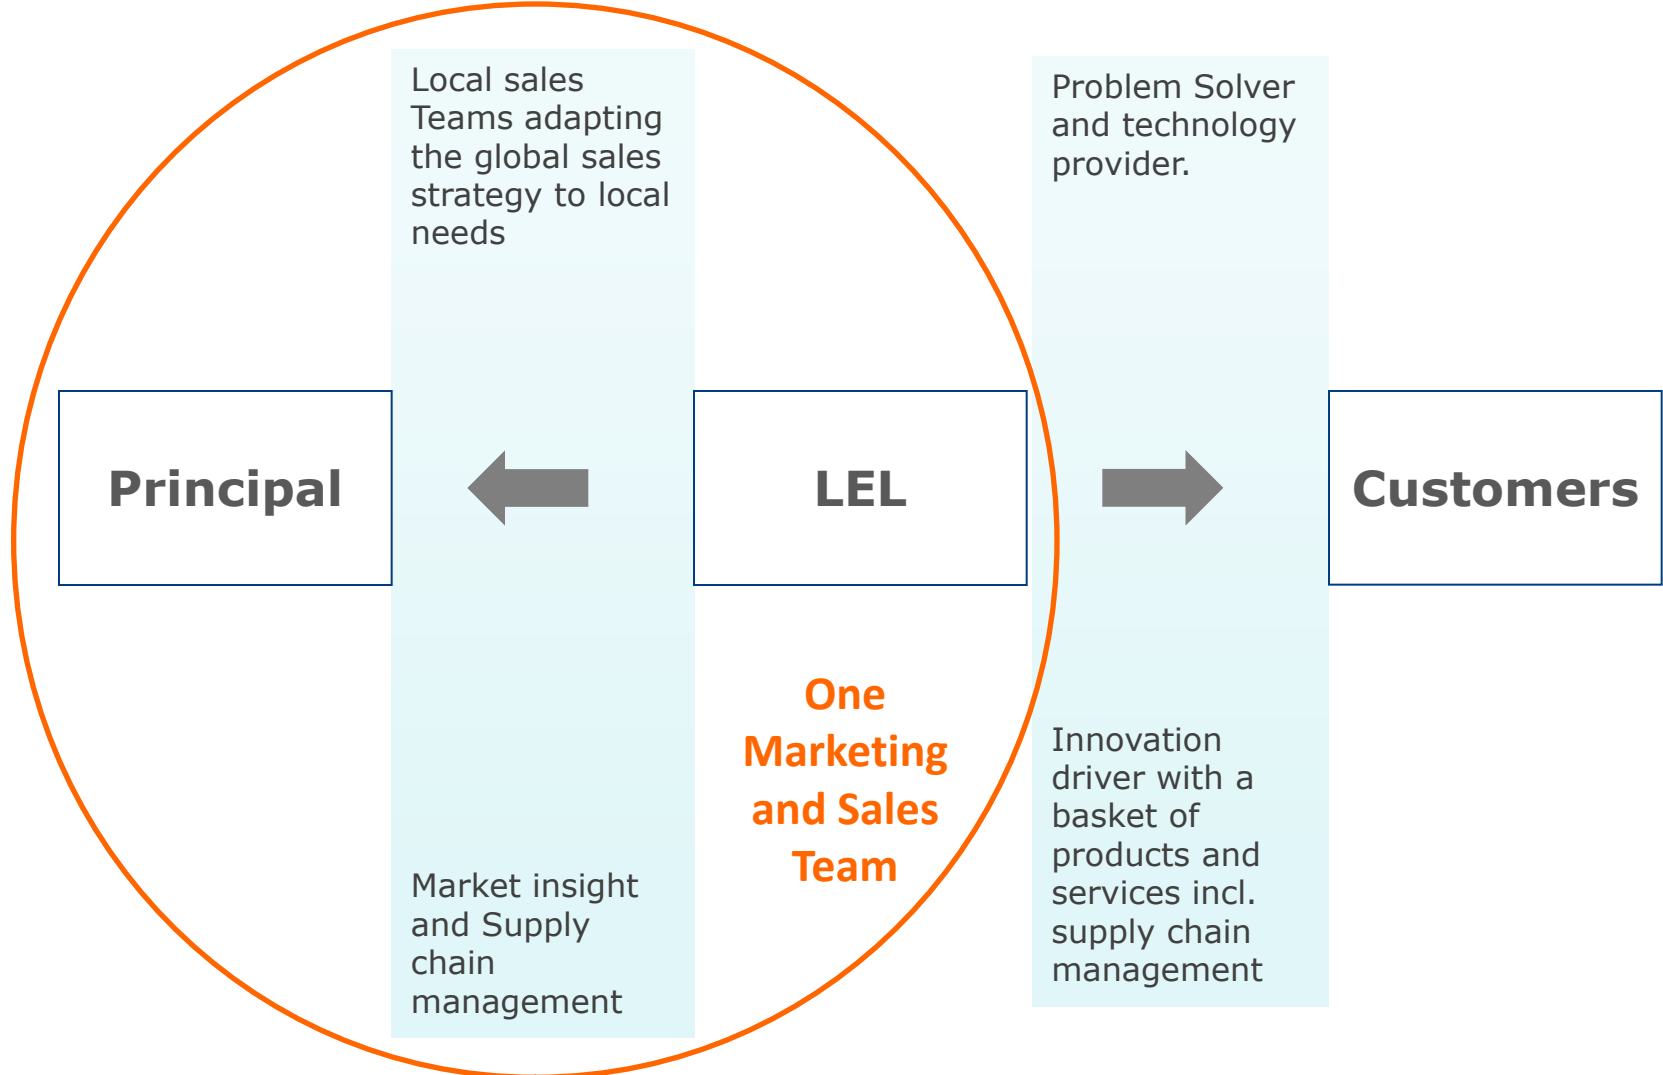 Local sales
Teams adapting
the global sales
strategy to local
needs
Problem Solver
and technology
provider.
Principal
LEL
Customers
One
Marketing
and Sales
Team
Market insight
and Supply
chain
management
Innovation
driver with a
basket of
products and
services incl.
supply chain
management